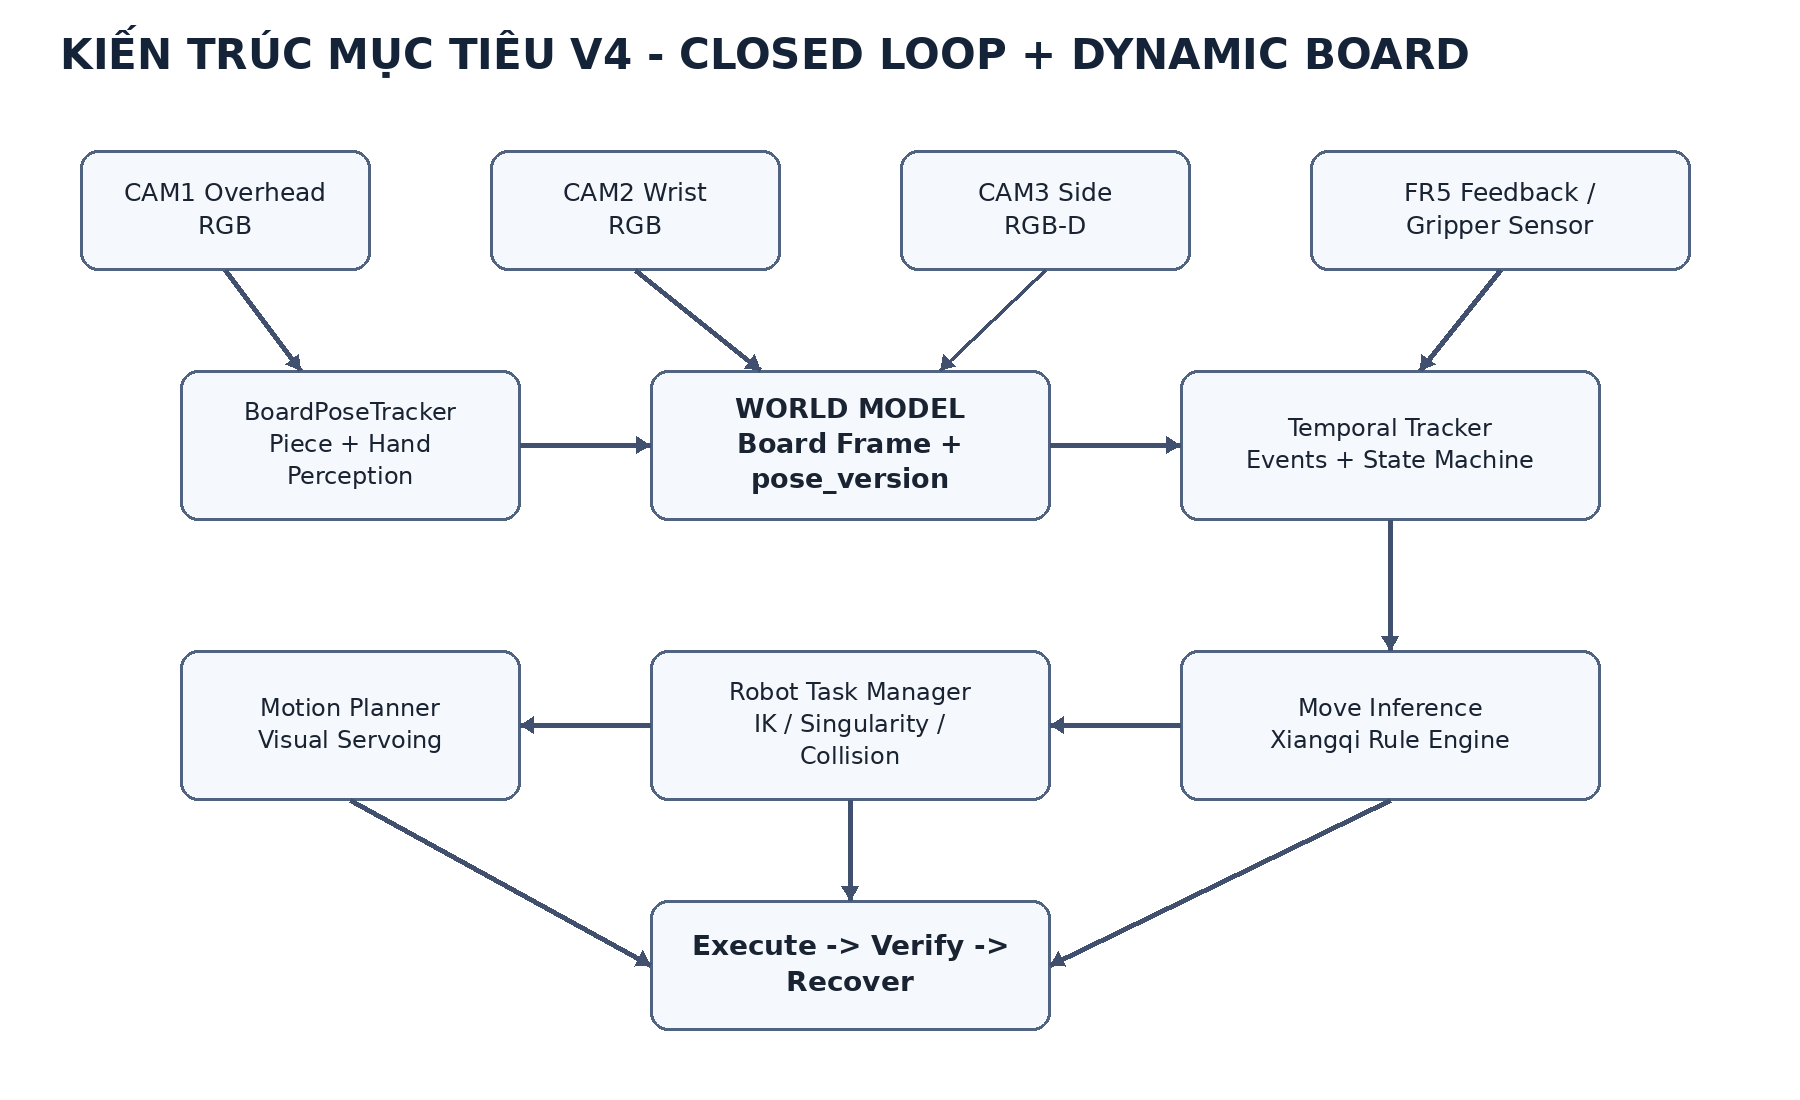 KIẾN TRÚC MỤC TIÊU V4 - CLOSED LOOP + DYNAMIC BOARD
CAM1 Overhead
RGB
CAM2 Wrist
RGB
CAM3 Side
RGB-D
FR5 Feedback /
Gripper Sensor
BoardPoseTracker
Piece + Hand
Perception
WORLD MODEL
Board Frame +
pose_version
Temporal Tracker
Events + State Machine
Motion Planner
Visual Servoing
Robot Task Manager
IK / Singularity /
Collision
Move Inference
Xiangqi Rule Engine
Execute -> Verify ->
Recover